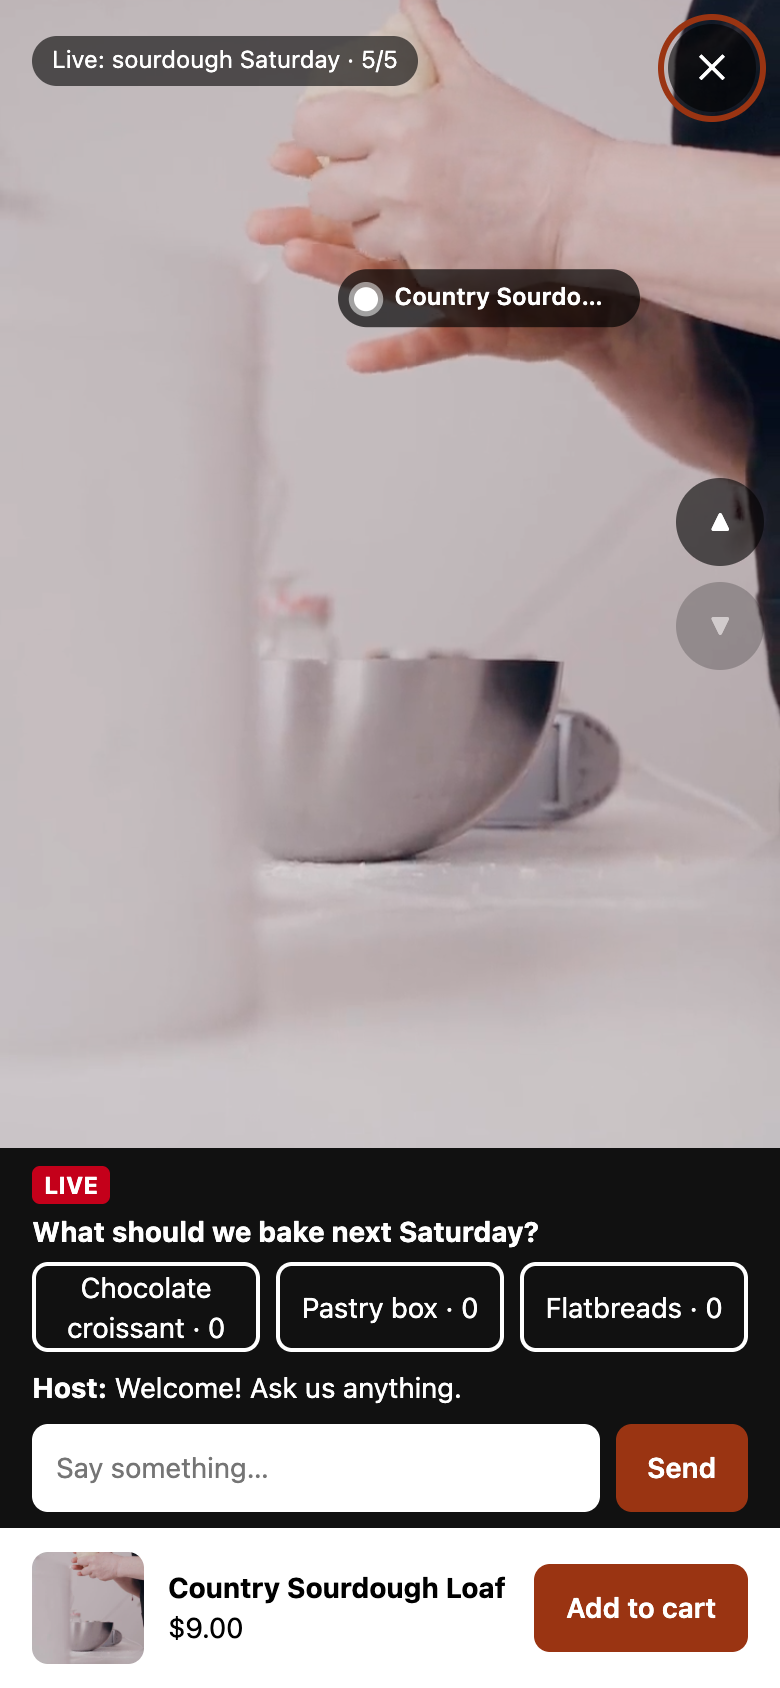 Live: sourdough Saturday · 5/5
Country Sourdo...
LIVE
What should we bake next Saturday?
Chocolate
croissant · 0
Pastry box · 0
Flatbreads · 0
Host: Welcome! Ask us anything.
Say something...
Send
Country Sourdough Loaf
$9.00
Add to cart